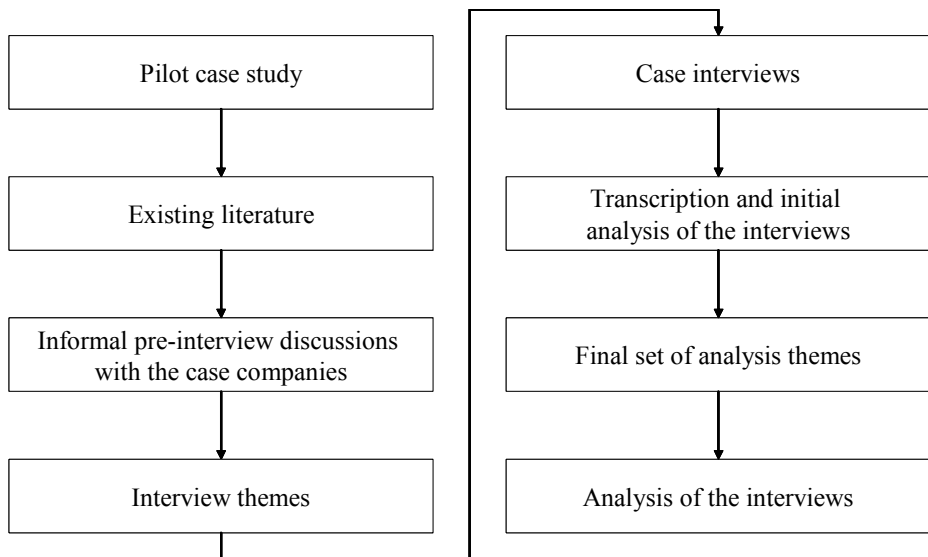 Pilot case study
Existing literature
Informal pre-interview discussions
with the case companies
Interview themes
Case interviews
Transcription and initial
analysis of the interviews
Final set of analysis themes
Analysis of the interviews